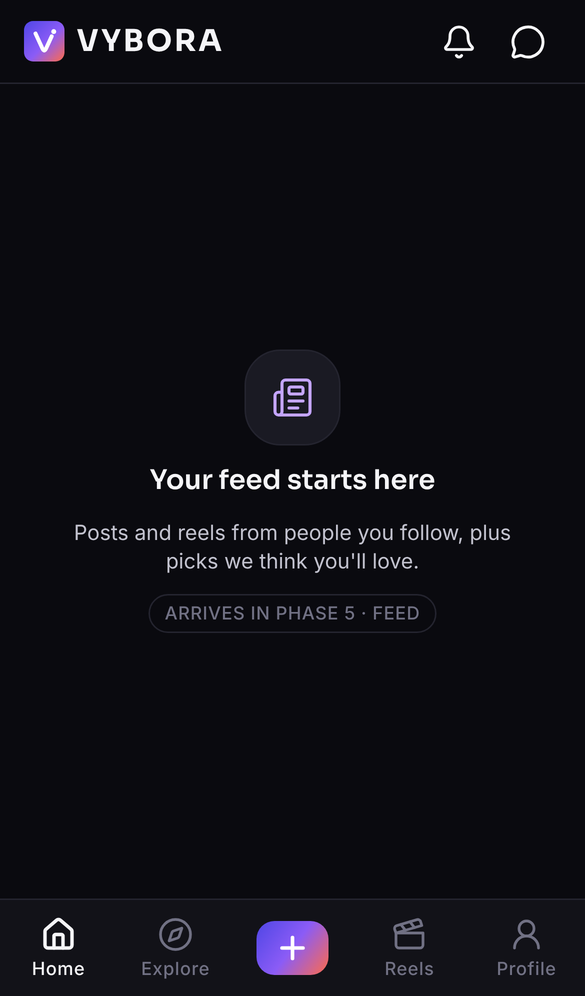 VYBORA
Your feed starts here
Posts and reels from people you follow, plus
picks we think you'll love.
ARRIVES IN PHASE 5 · FEED
Home
Explore
Reels
Profile